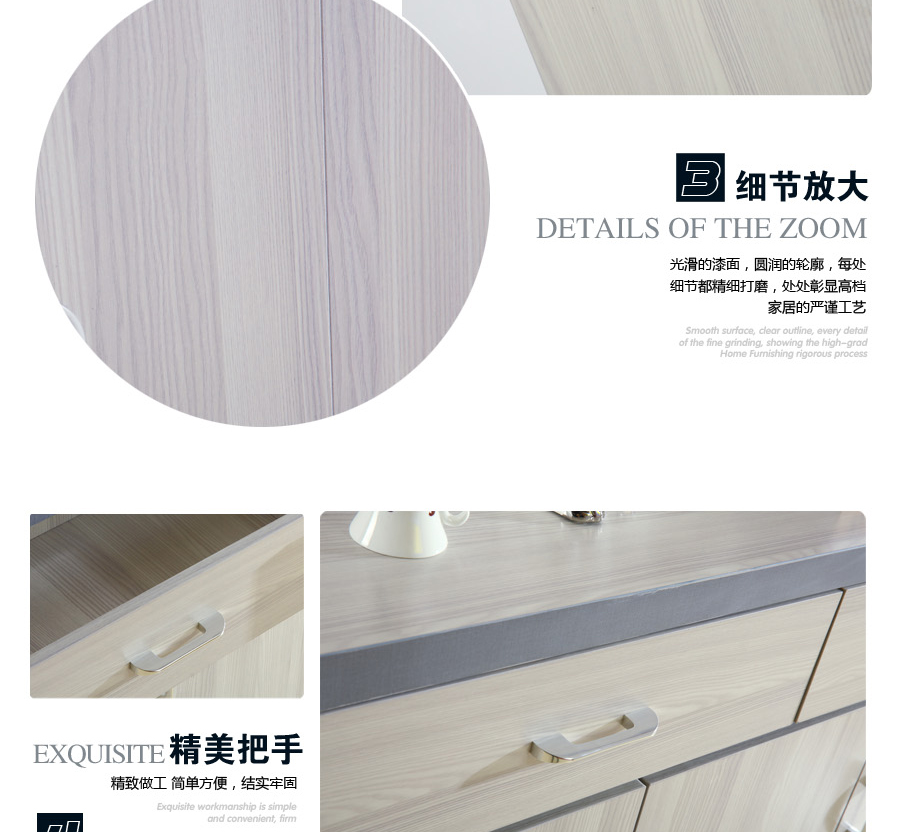 3 细节放大
DETAILS OF THE ZOOM
光滑的漆面，圆润的轮廓，每处
细节都精细打磨，处处彰显高档
家居的严谨工艺
Smooth surface, clear outline, every detail
of the fine grinding, showing the high-grad
Home Furnishing rigorous process
EXQUISITE 精美把手
精致做工 简单方便，结实牢固
Exquisite workmanship is simple
and convenient, firm